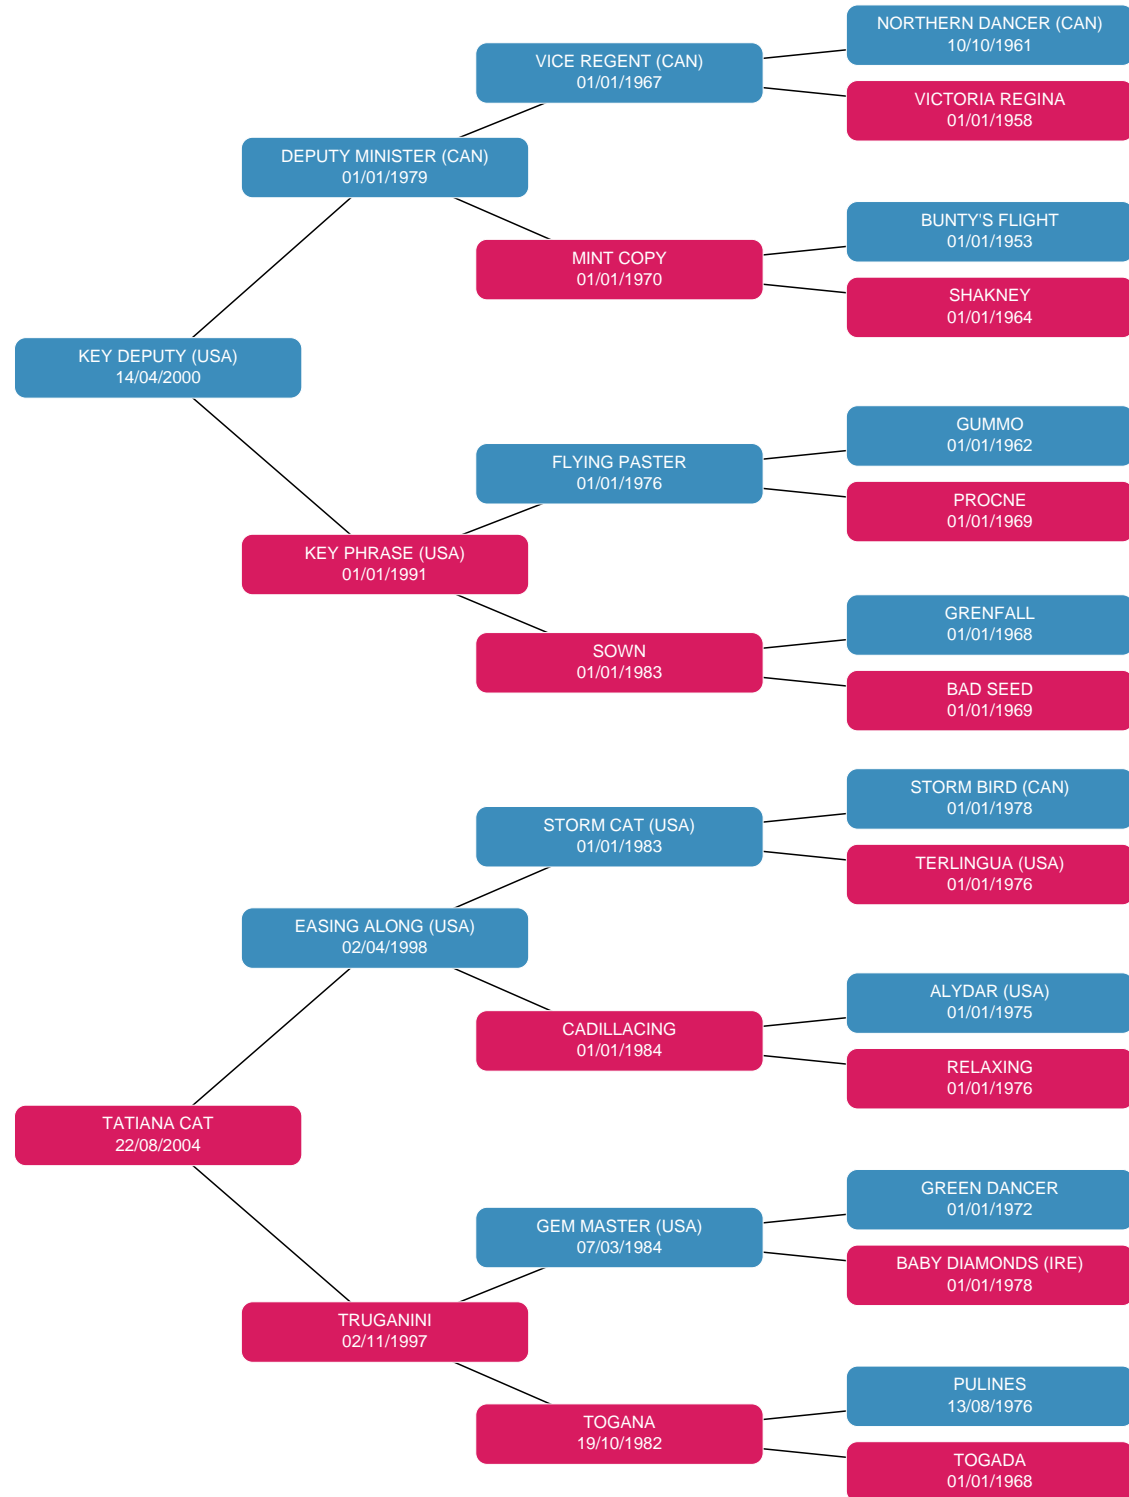 NORTHERN DANCER (CAN)
10/10/1961
VICE REGENT (CAN)
01/01/1967
VICTORIA REGINA
01/01/1958
DEPUTY MINISTER (CAN)
01/01/1979
BUNTY'S FLIGHT
01/01/1953
MINT COPY
01/01/1970
SHAKNEY
01/01/1964
KEY DEPUTY (USA)
14/04/2000
GUMMO
01/01/1962
FLYING PASTER
01/01/1976
PROCNE
01/01/1969
KEY PHRASE (USA)
01/01/1991
GRENFALL
01/01/1968
SOWN
01/01/1983
BAD SEED
01/01/1969
STORM BIRD (CAN)
01/01/1978
STORM CAT (USA)
01/01/1983
TERLINGUA (USA)
01/01/1976
EASING ALONG (USA)
02/04/1998
ALYDAR (USA)
01/01/1975
CADILLACING
01/01/1984
RELAXING
01/01/1976
TATIANA CAT
22/08/2004
GREEN DANCER
01/01/1972
GEM MASTER (USA)
07/03/1984
BABY DIAMONDS (IRE)
01/01/1978
TRUGANINI
02/11/1997
PULINES
13/08/1976
TOGANA
19/10/1982
TOGADA
01/01/1968